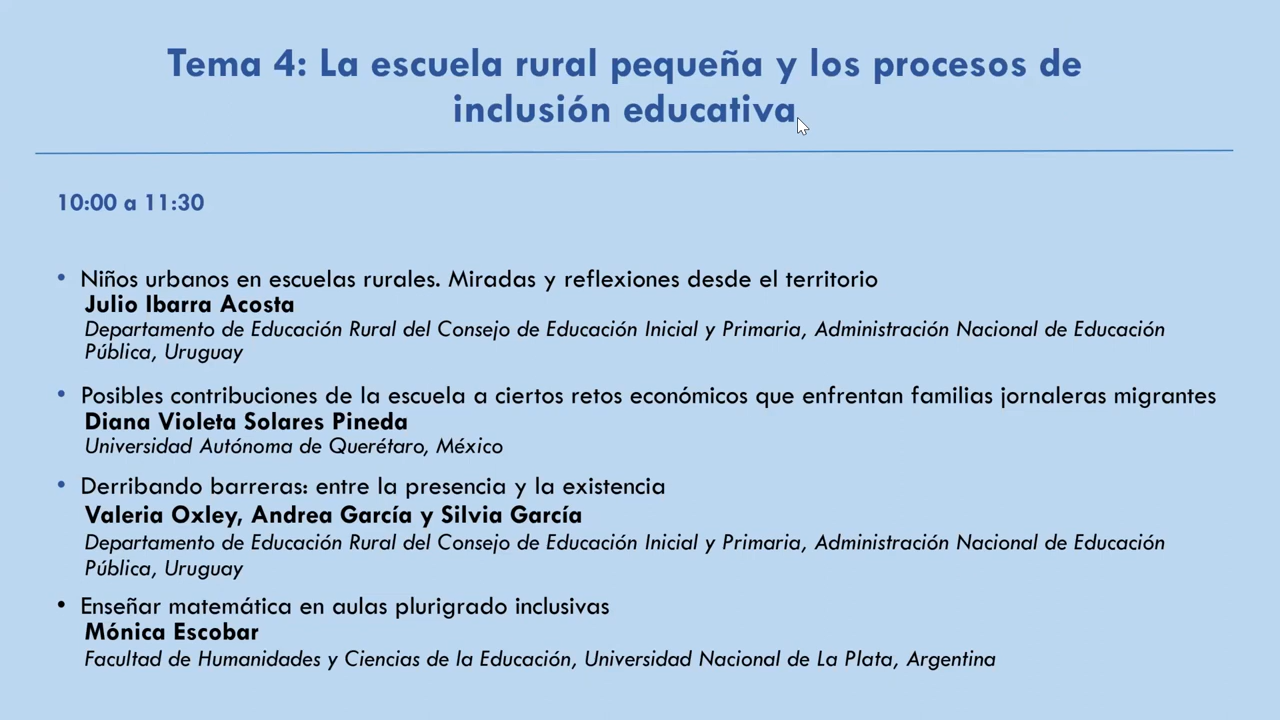 Tema 4: La escuela rural pequeña y los procesos de
inclusión educativa
10:00 a 11:30
• Niños urbanos en escuelas rurales. Miradas y reflexiones desde el territorio
Julio Ibarra Acosta
Departamento de Educación Rural del Consejo de Educación Inicial y Primaria, Administración Nacional de Educación
Pública, Uruguay
• Posibles contribuciones de la escuela a ciertos retos económicos que enfrentan familias jornaleras migrantes
Diana Violeta Solares Pineda
Universidad Autónoma de Querétaro, México
• Derribando barreras: entre la presencia y la existencia
Valeria Oxley, Andrea García y Silvia García
Departamento de Educación Rural del Consejo de Educación Inicial y Primaria, Administración Nacional de Educación
Pública, Uruguay
• Enseñar matemática en aulas plurigrado inclusivas
Mónica Escobar
Facultad de Humanidades y Ciencias de la Educación, Universidad Nacional de La Plata, Argentina